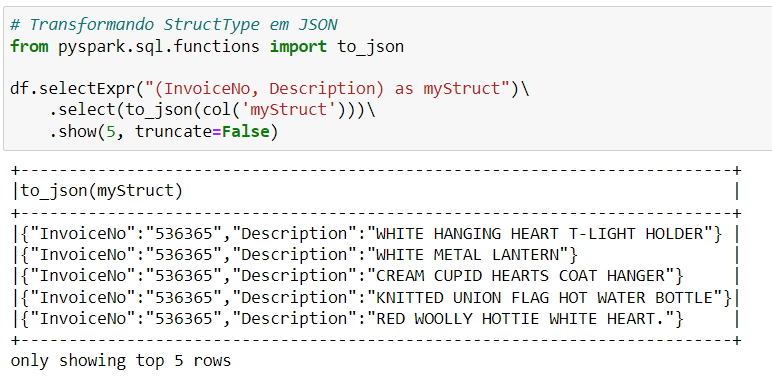 # Transformando StructType em JSON
from pyspark.sql.functions import to_json
df.selectExpr("(InvoiceNo, Description) as myStruct")\
    .select(to_json(col('myStruct')))\
    .show(5, truncate=False)
+-------------------------------------------------------------------------+
|to_json(myStruct)                                                        |
+-------------------------------------------------------------------------+
|{"InvoiceNo":"536365","Description":"WHITE HANGING HEART T-LIGHT HOLDER"} |
|{"InvoiceNo":"536365","Description":"WHITE METAL LANTERN"}                |
|{"InvoiceNo":"536365","Description":"CREAM CUPID HEARTS COAT HANGER"}     |
|{"InvoiceNo":"536365","Description":"KNITTED UNION FLAG HOT WATER BOTTLE"}|
|{"InvoiceNo":"536365","Description":"RED WOOLLY HOTTIE WHITE HEART."}     |
+-------------------------------------------------------------------------+
only showing top 5 rows